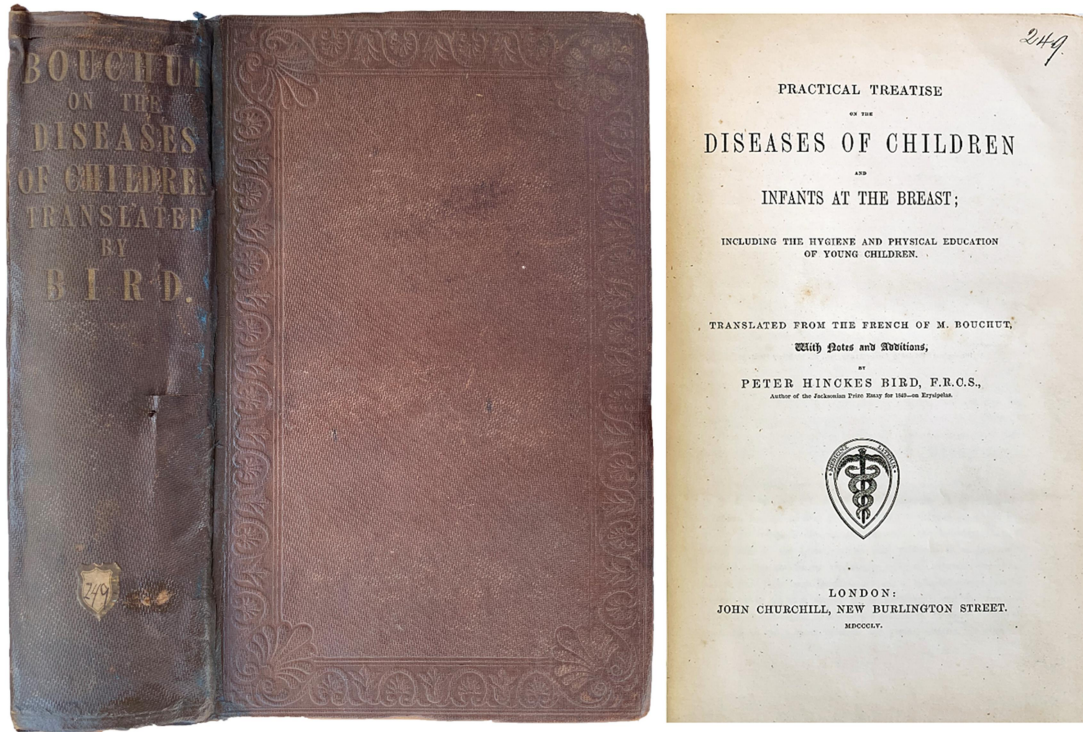 BOUCHUT
ON THE
DISEASES
OF CHILDREN
TRANSLATED
BY
BIRD.
249
249.
PRACTICAL TREATISE
ON THE
DISEASES OF CHILDREN
AND
INFANTS AT THE BREAST;
INCLUDING THE HYGIENE AND PHYSICAL EDUCATION
OF YOUNG CHILDREN.
TRANSLATED FROM THE FRENCH OF M. BOUCHUT,
With Notes and Additions,
BY
PETER HINCKES BIRD, F.R.C.S.,
Author of the Jacksonian Prize Essay for 1849—on Erysipelas.
LONDON:
JOHN CHURCHILL, NEW BURLINGTON STREET.
MDCCCLV.